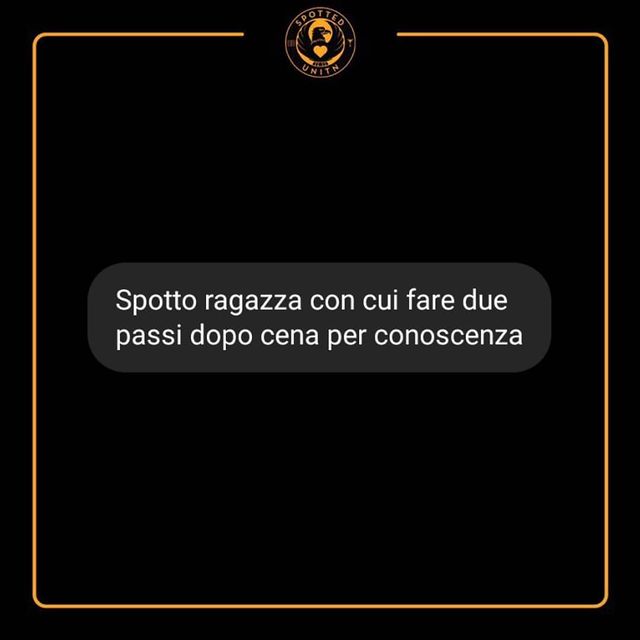 SPOTTED
UNITN
Spotto ragazza con cui fare due
passi dopo cena per conoscenza